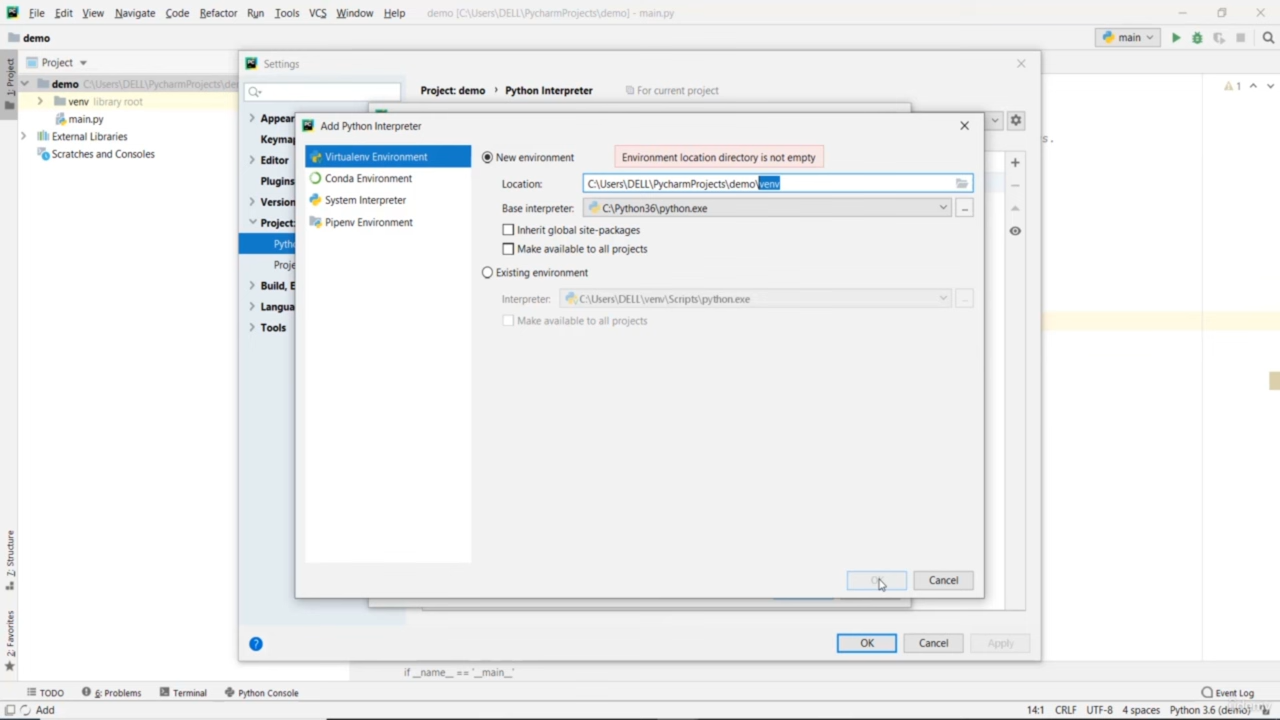 File Edit View Navigate Code Refactor Run Tools VCS Window Help demo [C:\Users\DELL\PycharmProjects\demo] - main.py
demo
main
1: Project
Project
demo C:\Users\DELL\PycharmProjects\de
venv library root
main.py
External Libraries
Scratches and Consoles
Settings
Project: demo › Python Interpreter For current project
Appear
Keymap
Editor
Plugins
Version
Project:
Pyth
Proje
Build, E
Langua
Tools
Add Python Interpreter
Virtualenv Environment
Conda Environment
System Interpreter
Pipenv Environment
New environment
Environment location directory is not empty
Location: C:\Users\DELL\PycharmProjects\demo\venv
Base interpreter: C:\Python36\python.exe
Inherit global site-packages
Make available to all projects
Existing environment
Interpreter: C:\Users\DELL\venv\Scripts\python.exe
Make available to all projects
Cancel
s.
1
OK Cancel Apply
?
Z: Structure
2: Favorites
if __name__ == '__main__'
TODO 6: Problems Terminal Python Console Event Log
Add 14:1 CRLF UTF-8 4 spaces Python 3.6 (demo)